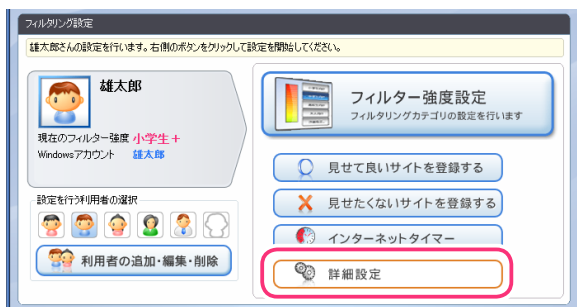 フィルタリング設定
雄太郎さんの設定を行います。右側のボタンをクリックして設定を開始してください。
雄太郎
現在のフィルター強度 小学生+
Windowsアカウント 雄太郎
設定を行う利用者の選択
利用者の追加・編集・削除
フィルター強度設定
フィルタリングカテゴリの設定を行います
見せて良いサイトを登録する
見せたくないサイトを登録する
インターネットタイマー
詳細設定